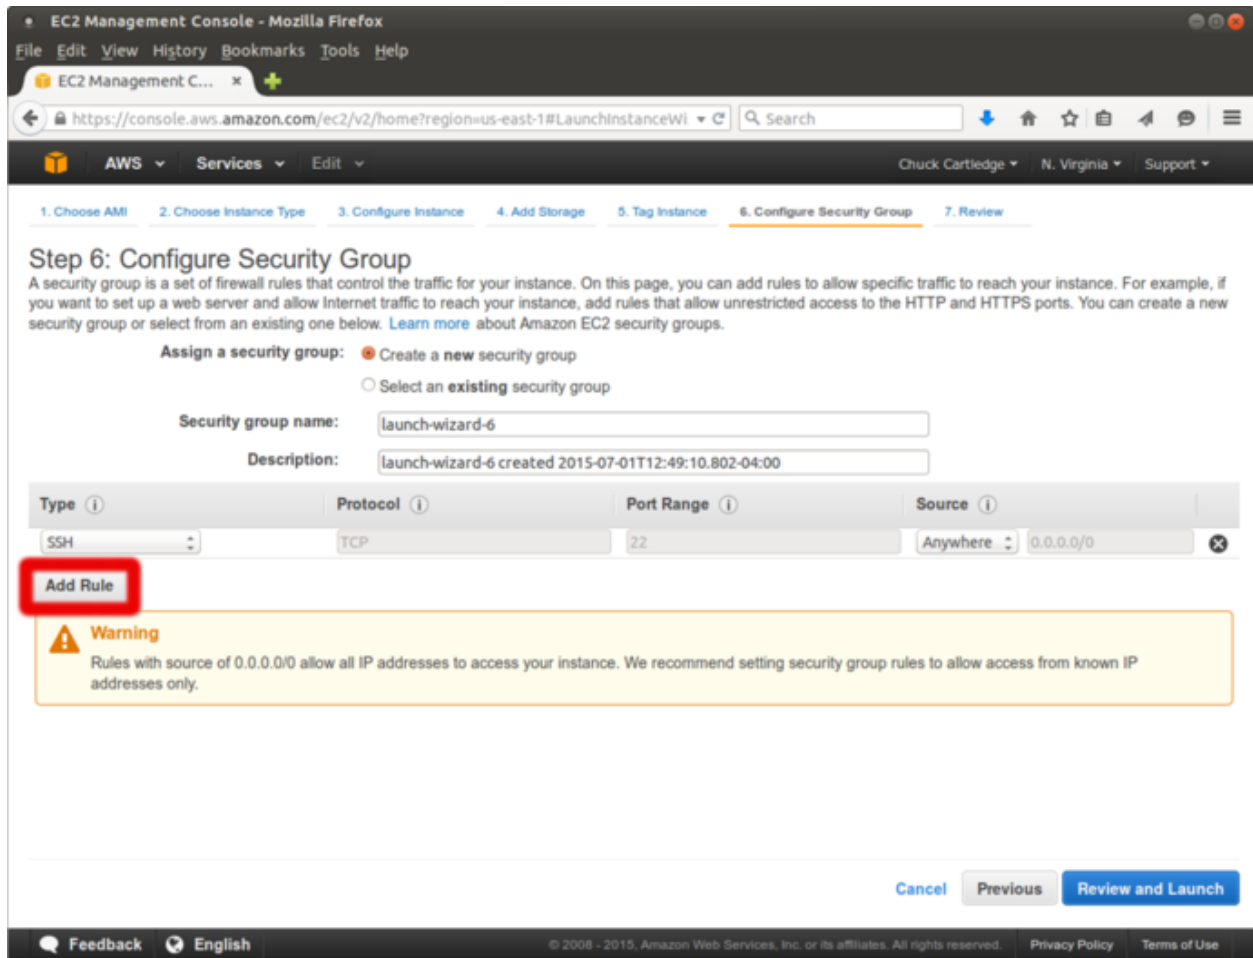 EC2 Management Console - Mozilla Firefox
File Edit View History Bookmarks Tools Help
EC2 Management C...
https://console.aws.amazon.com/ec2/v2/home?region=us-east-1#LaunchInstanceWi Search
AWS Services Edit Chuck Cartledge N. Virginia Support
1. Choose AMI 2. Choose Instance Type 3. Configure Instance 4. Add Storage 5. Tag Instance 6. Configure Security Group 7. Review
Step 6: Configure Security Group
A security group is a set of firewall rules that control the traffic for your instance. On this page, you can add rules to allow specific traffic to reach your instance. For example, if
you want to set up a web server and allow Internet traffic to reach your instance, add rules that allow unrestricted access to the HTTP and HTTPS ports. You can create a new
security group or select from an existing one below. Learn more about Amazon EC2 security groups.
Assign a security group: Create a new security group
Select an existing security group
Security group name: launch-wizard-6
Description: launch-wizard-6 created 2015-07-01T12:49:10.802-04:00
Type Protocol Port Range Source
SSH TCP 22 Anywhere 0.0.0.0/0
Add Rule
Warning
Rules with source of 0.0.0.0/0 allow all IP addresses to access your instance. We recommend setting security group rules to allow access from known IP
addresses only.
Cancel Previous Review and Launch
Feedback English © 2008 - 2015, Amazon Web Services, Inc. or its affiliates. All rights reserved. Privacy Policy Terms of Use